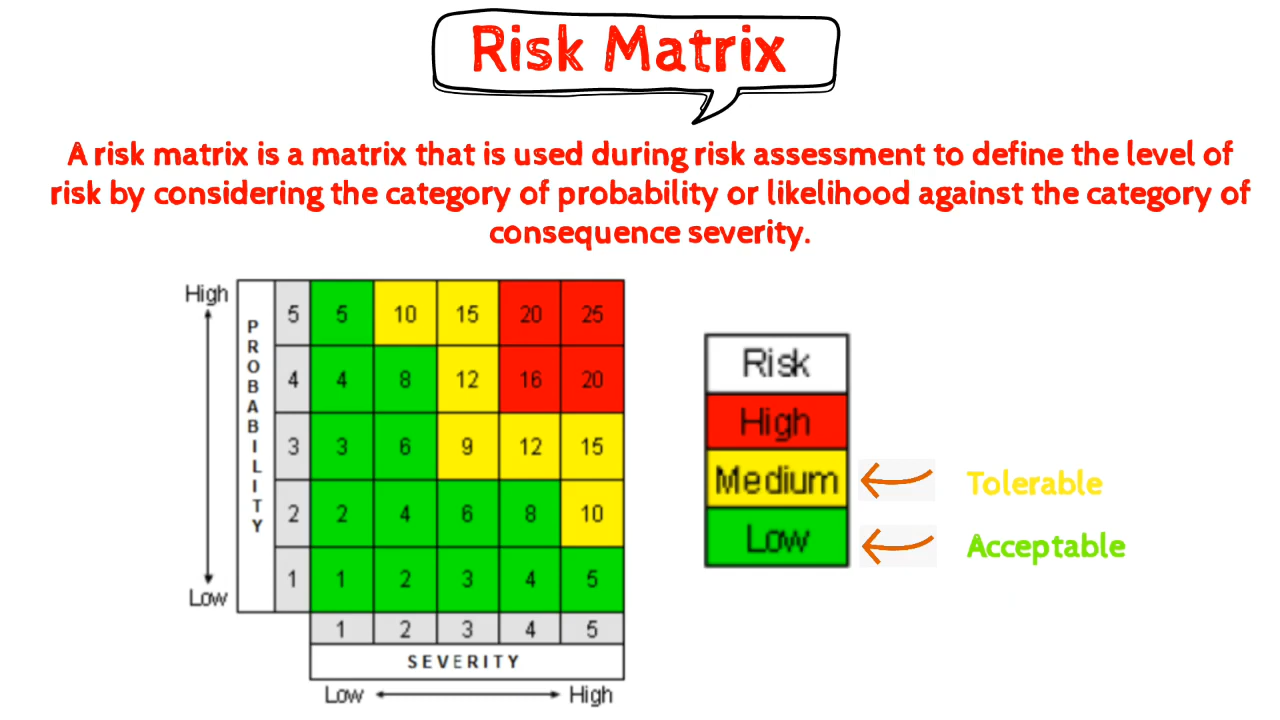 Risk Matrix
A risk matrix is a matrix that is used during risk assessment to define the level of
risk by considering the category of probability or likelihood against the category of
consequence severity.
High
PROBABILITY
Low
5 5 10 15 20 25
4 4 8 12 16 20
3 3 6 9 12 15
2 2 4 6 8 10
1 1 2 3 4 5
1 2 3 4 5
SEVERITY
Low High
Risk
High
Medium
Low
Tolerable
Acceptable